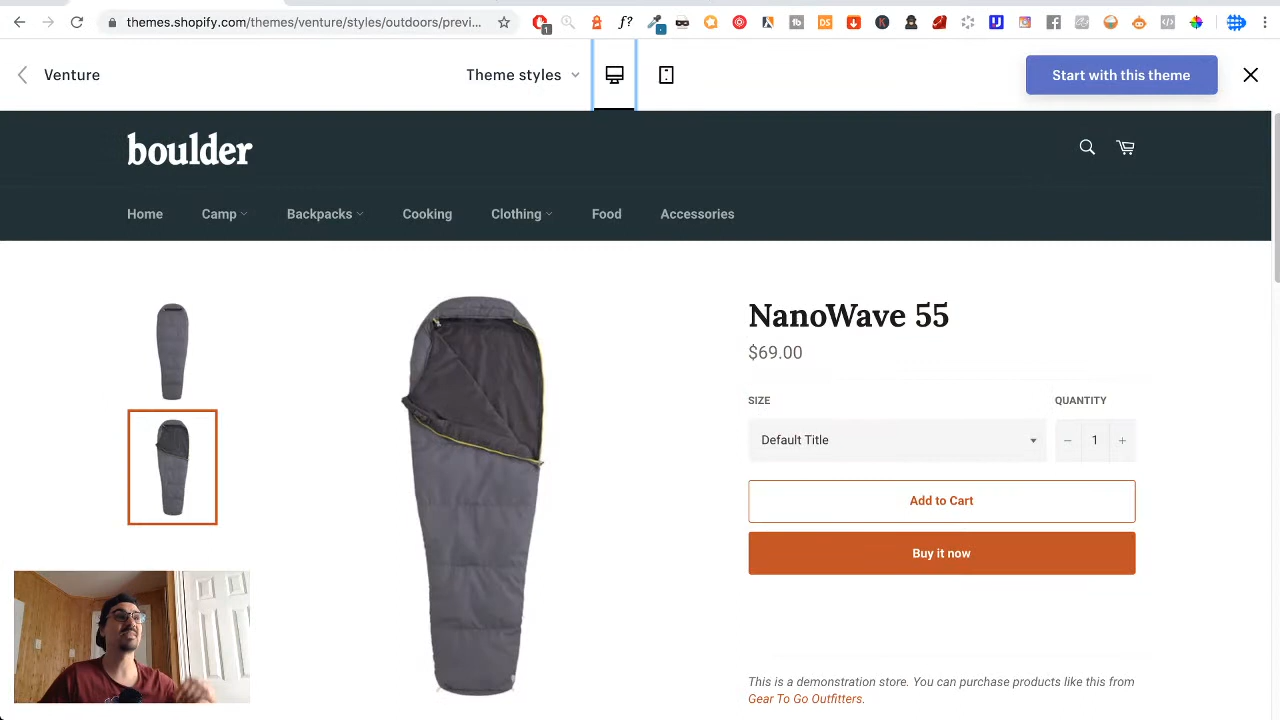 themes.shopify.com/themes/venture/styles/outdoors/previ...
Venture
Theme styles
Start with this theme
boulder
Home
Camp
Backpacks
Cooking
Clothing
Food
Accessories
NanoWave 55
$69.00
SIZE
QUANTITY
Default Title
− 1 +
Add to Cart
Buy it now
This is a demonstration store. You can purchase products like this from
Gear To Go Outfitters.